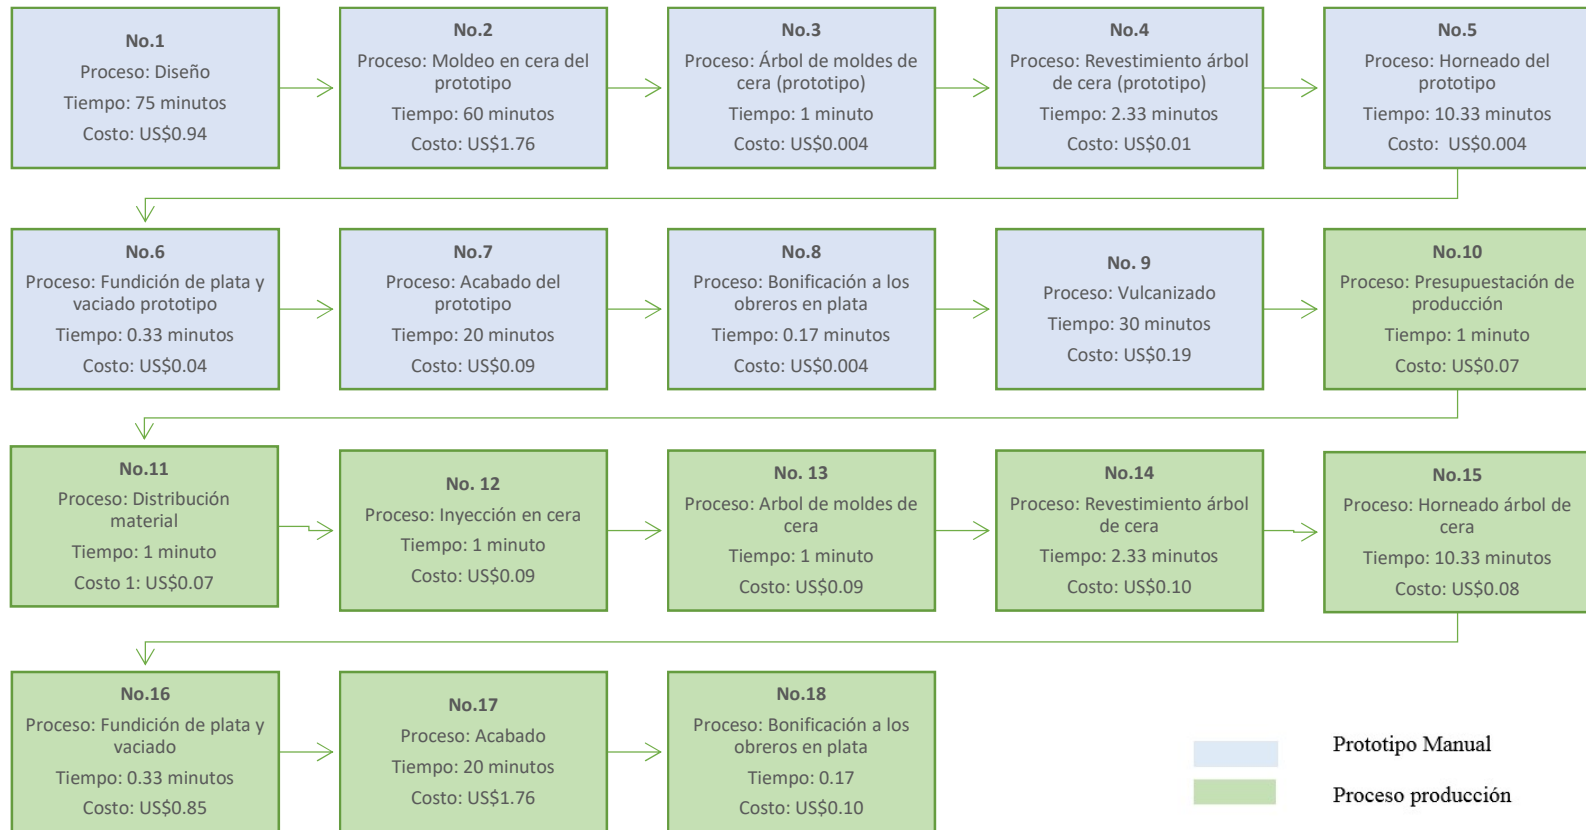 No.1
Proceso: Diseño
Tiempo: 75 minutos
Costo: US$0.94
No.2
Proceso: Moldeo en cera del
prototipo
Tiempo: 60 minutos
Costo: US$1.76
No.3
Proceso: Árbol de moldes de
cera (prototipo)
Tiempo: 1 minuto
Costo: US$0.004
No.4
Proceso: Revestimiento árbol
de cera (prototipo)
Tiempo: 2.33 minutos
Costo: US$0.01
No.5
Proceso: Horneado del
prototipo
Tiempo: 10.33 minutos
Costo: US$0.004
No.6
Proceso: Fundición de plata y
vaciado prototipo
Tiempo: 0.33 minutos
Costo: US$0.04
No.7
Proceso: Acabado del
prototipo
Tiempo: 20 minutos
Costo: US$0.09
No.8
Proceso: Bonificación a los
obreros en plata
Tiempo: 0.17 minutos
Costo: US$0.004
No. 9
Proceso: Vulcanizado
Tiempo: 30 minutos
Costo: US$0.19
No.10
Proceso: Presupuestación de
producción
Tiempo: 1 minuto
Costo: US$0.07
No.11
Proceso: Distribución
material
Tiempo: 1 minuto
Costo 1: US$0.07
No. 12
Proceso: Inyección en cera
Tiempo: 1 minuto
Costo: US$0.09
No. 13
Proceso: Arbol de moldes de
cera
Tiempo: 1 minuto
Costo: US$0.09
No.14
Proceso: Revestimiento árbol
de cera
Tiempo: 2.33 minutos
Costo: US$0.10
No.15
Proceso: Horneado árbol de
cera
Tiempo: 10.33 minutos
Costo: US$0.08
No.16
Proceso: Fundición de plata y
vaciado
Tiempo: 0.33 minutos
Costo: US$0.85
No.17
Proceso: Acabado
Tiempo: 20 minutos
Costo: US$1.76
No.18
Proceso: Bonificación a los
obreros en plata
Tiempo: 0.17
Costo: US$0.10
Prototipo Manual
Proceso producción